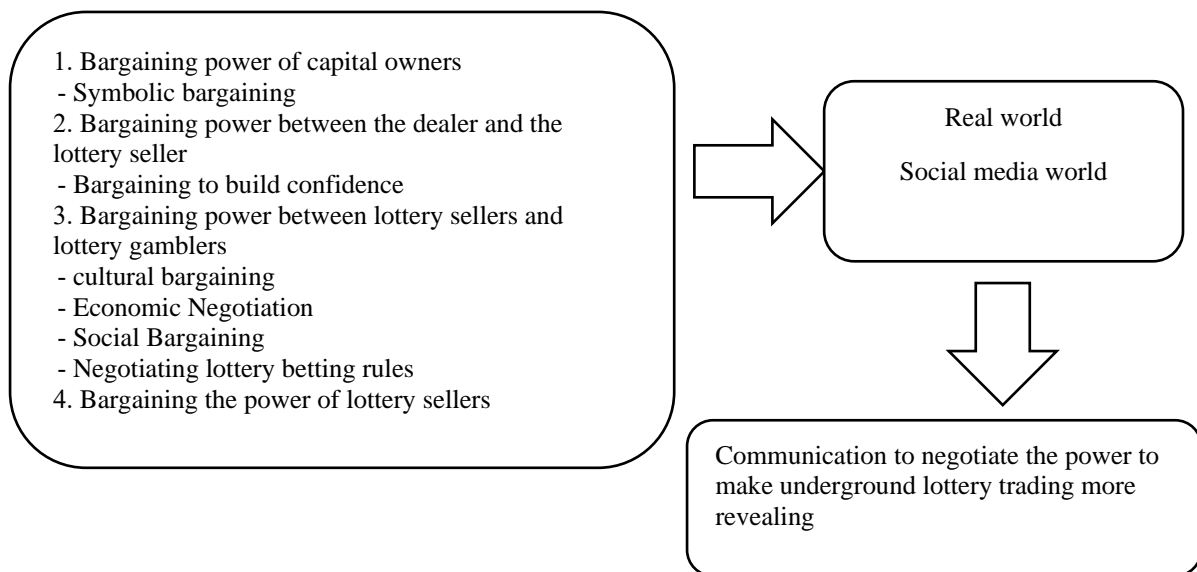 1. Bargaining power of capital owners
- Symbolic bargaining
2. Bargaining power between the dealer and the
lottery seller
- Bargaining to build confidence
3. Bargaining power between lottery sellers and
lottery gamblers
- cultural bargaining
- Economic Negotiation
- Social Bargaining
- Negotiating lottery betting rules
4. Bargaining the power of lottery sellers
Real world
Social media world
Communication to negotiate the power to
make underground lottery trading more
revealing